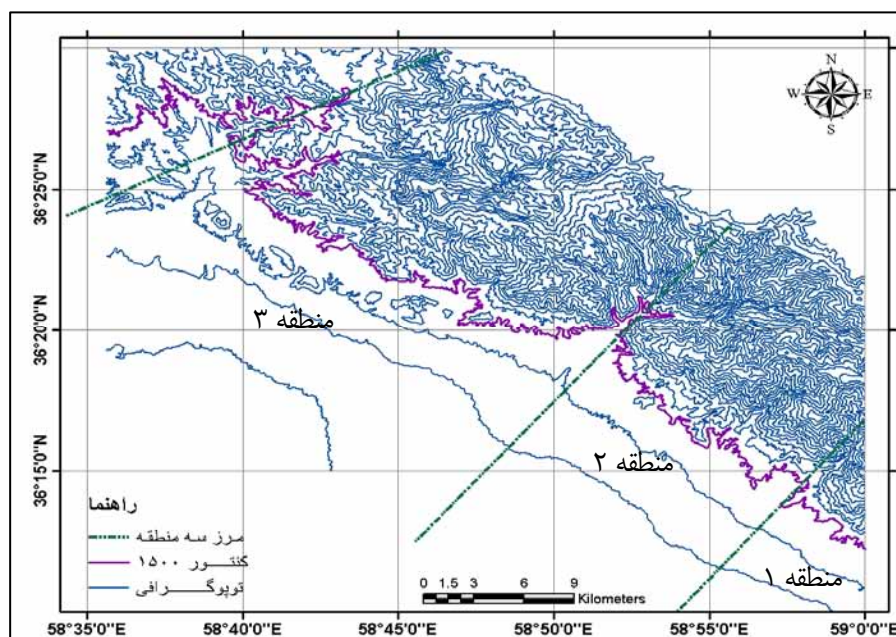 N
W E
S
36°25'0"N
36°20'0"N
36°15'0"N
منطقه ۳
منطقه ۲
منطقه ۱
راهنما
مرز سه منطقه
کنتور ۱۵۰۰
توپوگرافی
0 1.5 3 6 9
Kilometers
58°35'0"E 58°40'0"E 58°45'0"E 58°50'0"E 58°55'0"E 59°0'0"E